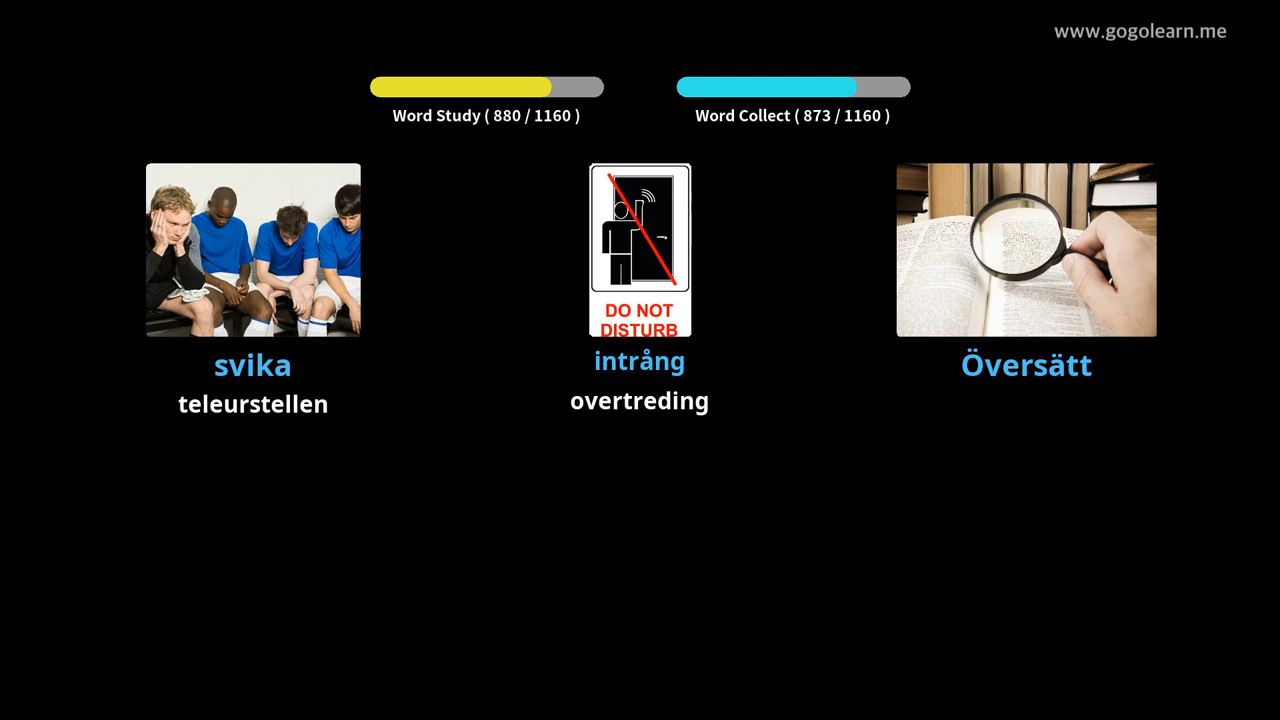 www.gogolearn.me
Word Study ( 880 / 1160 )
Word Collect ( 873 / 1160 )
DO NOT
DISTURB
svika
intrång
Översätt
teleurstellen
overtreding